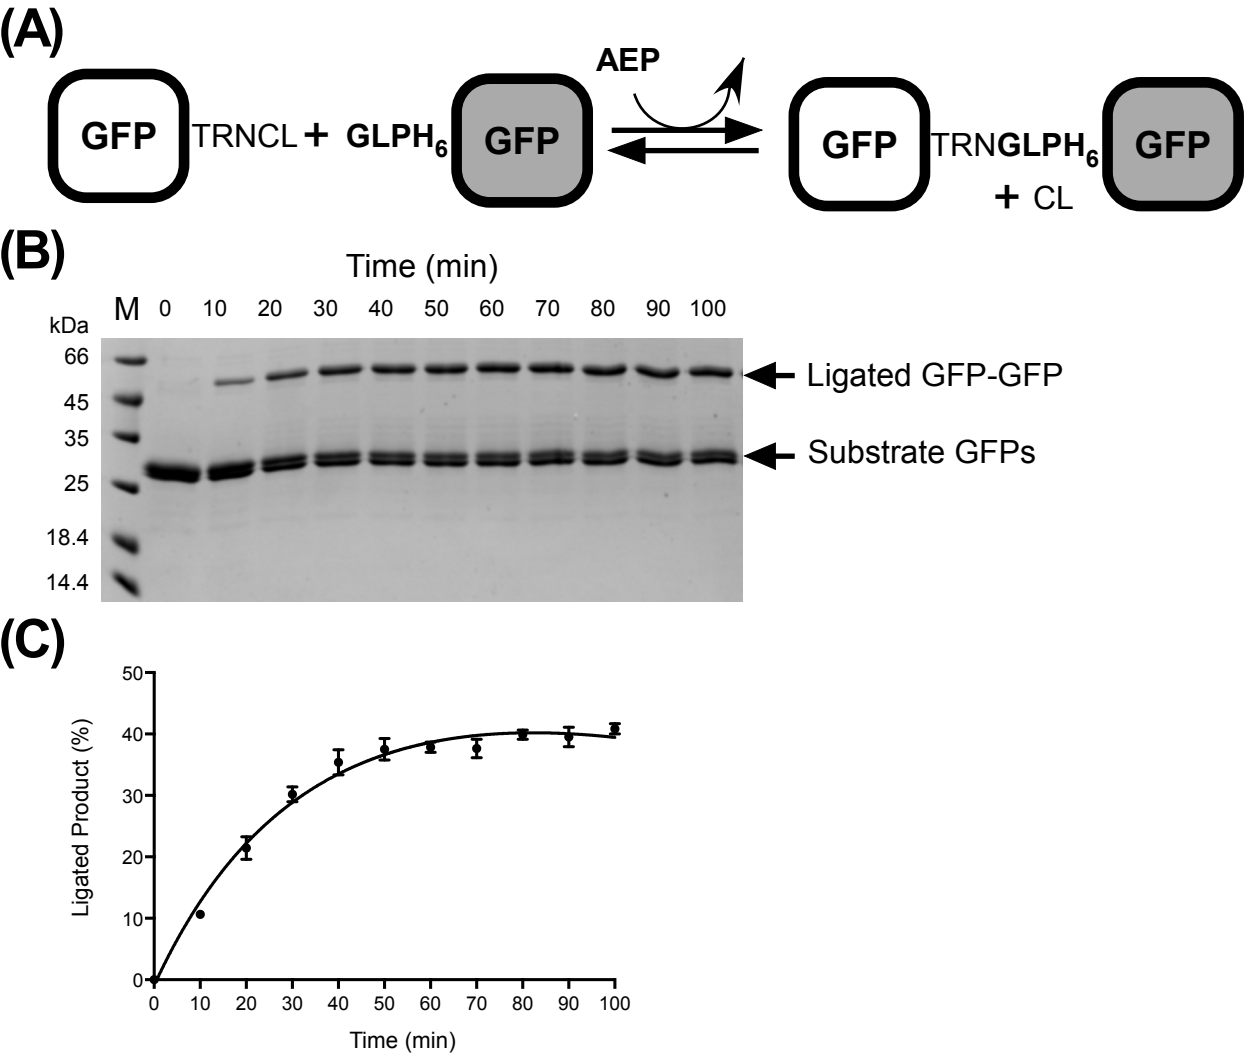 (A)
AEP
GFP TRNCL + GLPH6 GFP GFP TRNGLPH6 GFP
+ CL
(B)
Time (min)
M 0 10 20 30 40 50 60 70 80 90 100
kDa
66
Ligated GFP-GFP
45
35
Substrate GFPs
25
18.4
14.4
(C)
50
40
30
20
10
0
Ligated Product (%)
0 10 20 30 40 50 60 70 80 90 100
Time (min)